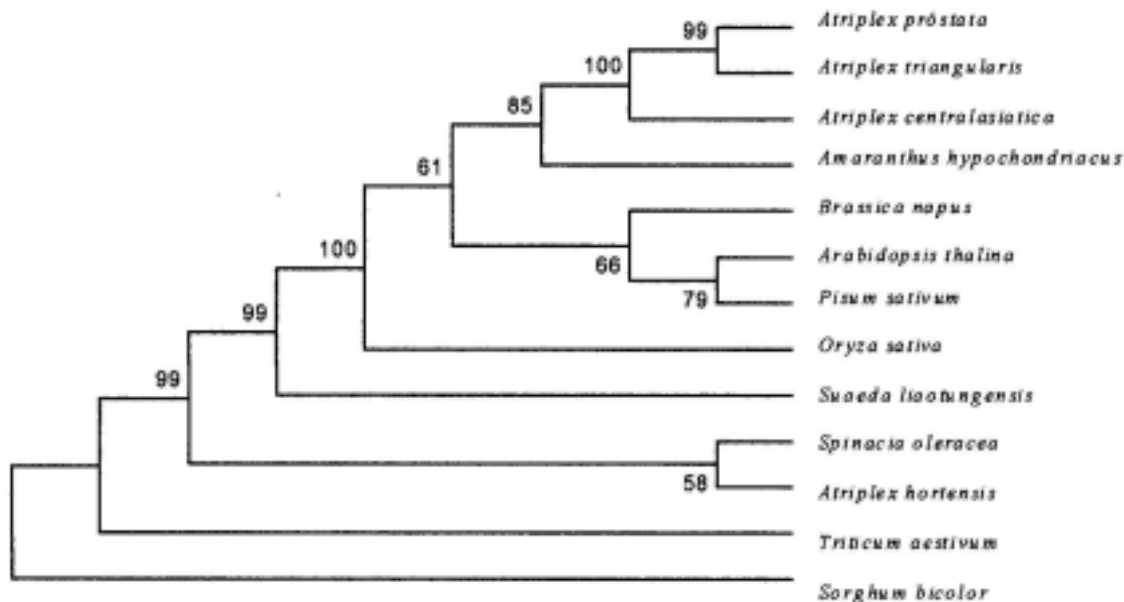 Atriplex próstata
99
Atriplex triangularis
100
85
Atriplex centralasiatica
Amaranthus hypochondriacus
61
Brassica napus
100
Arabidopsis thalina
66
79
Pisum sativum
99
Oryza sativa
99
Suaeda liaotungensis
Spinacia oleracea
58
Atriplex hortensis
Triticum aestivum
Sorghum bicolor